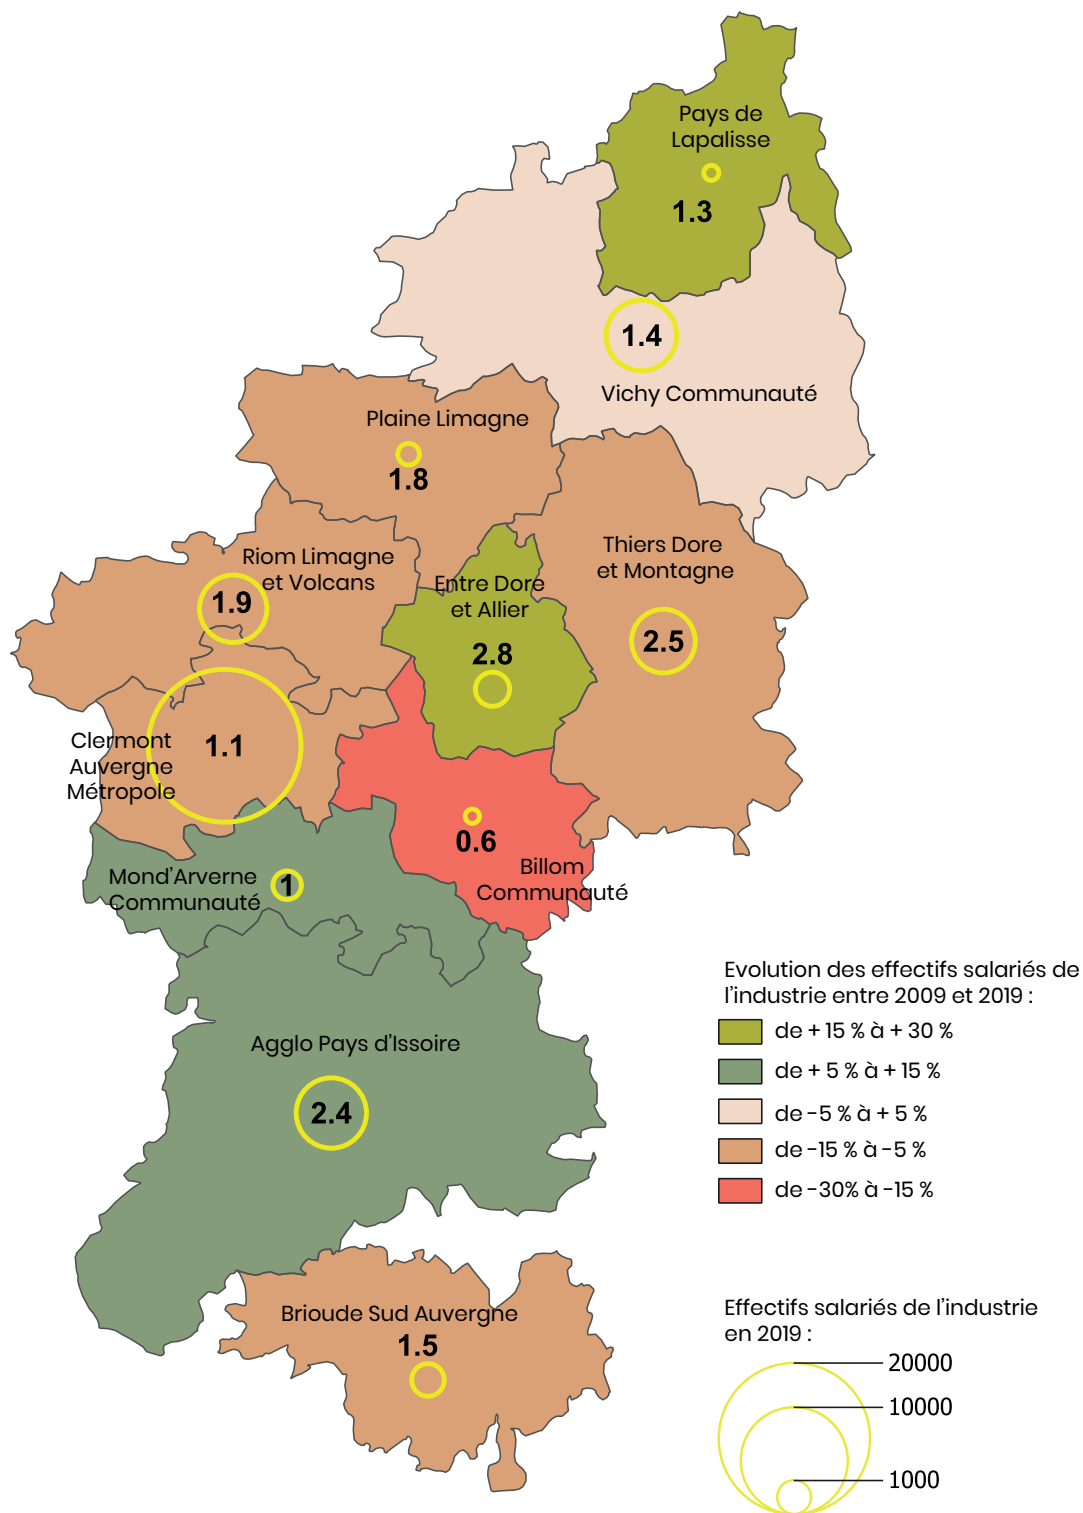 Pays de
Lapalisse
1.3
1.4
Vichy Communauté
Plaine Limagne
1.8
Riom Limagne
et Volcans
1.9
Entre Dore
et Allier
2.8
Thiers Dore
et Montagne
2.5
Clermont
Auvergne
Métropole
1.1
0.6
Billom
Communauté
Mond'Arverne
Communauté
1
Agglo Pays d'Issoire
2.4
Brioude Sud Auvergne
1.5
Evolution des effectifs salariés de
l'industrie entre 2009 et 2019 :
de + 15 % à + 30 %
de + 5 % à + 15 %
de -5 % à + 5 %
de -15 % à -5 %
de -30% à -15 %
Effectifs salariés de l'industrie
en 2019 :
20000
10000
1000